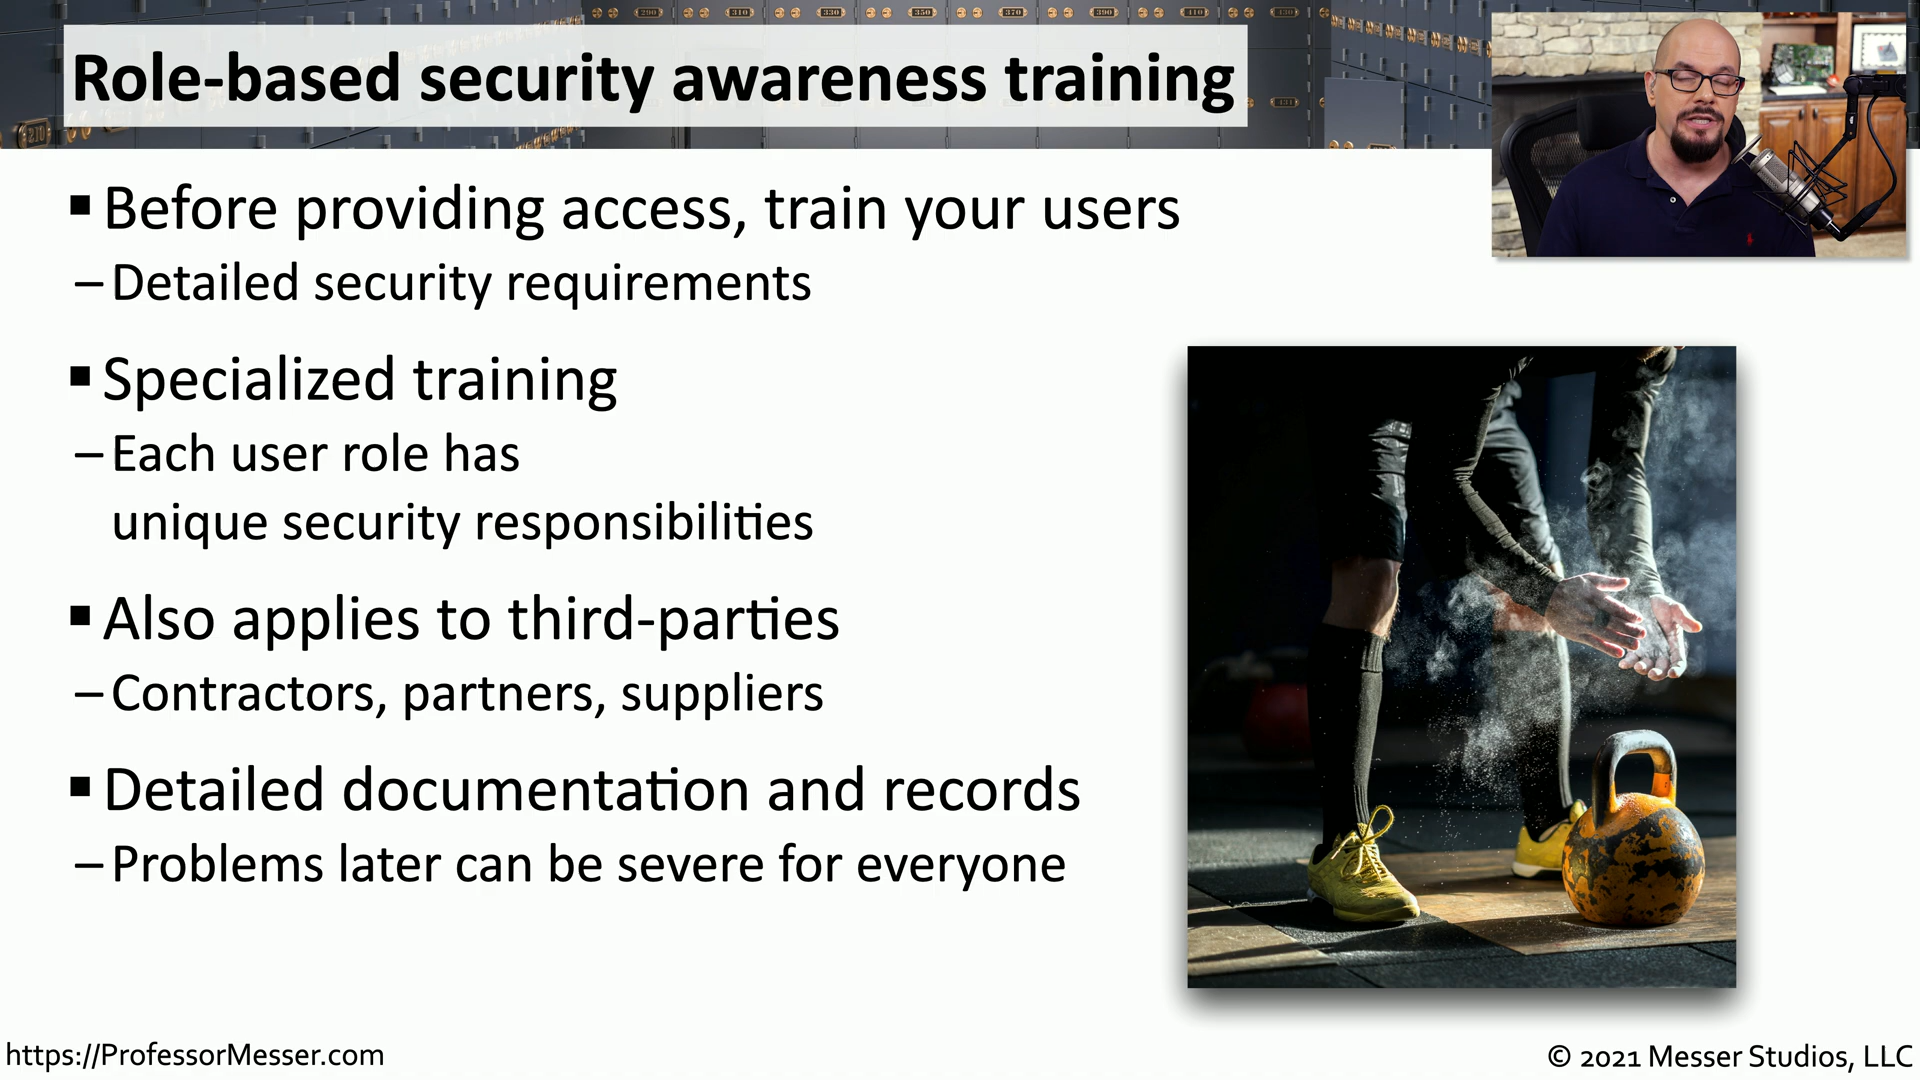 Role-based security awareness training
▪ Before providing access, train your users
– Detailed security requirements
▪ Specialized training
– Each user role has
unique security responsibilities
▪ Also applies to third-parties
– Contractors, partners, suppliers
▪ Detailed documentation and records
– Problems later can be severe for everyone
https://ProfessorMesser.com
© 2021 Messer Studios, LLC